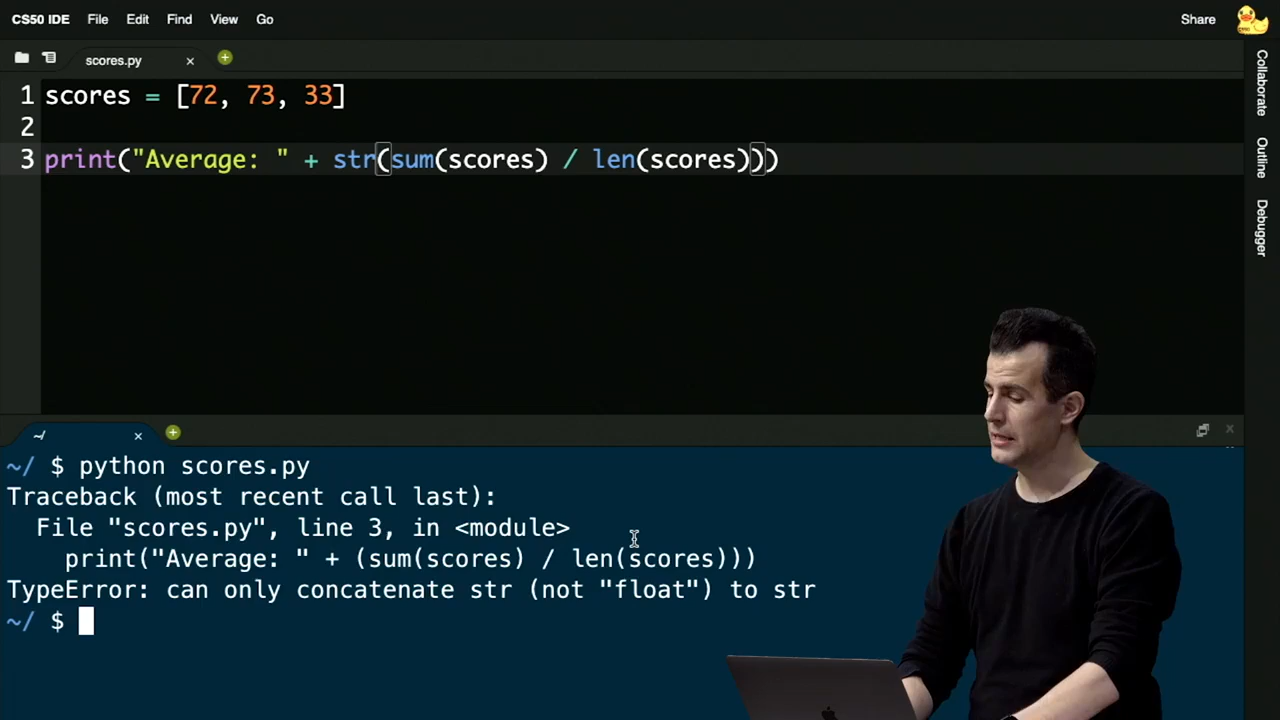 CS50 IDE File Edit Find View Go Share
scores.py
1 scores = [72, 73, 33]
2
3 print("Average: " + str(sum(scores) / len(scores)))
Collaborate
Outline
Debugger
~/
~/ $ python scores.py
Traceback (most recent call last):
File "scores.py", line 3, in <module>
print("Average: " + (sum(scores) / len(scores)))
TypeError: can only concatenate str (not "float") to str
~/ $